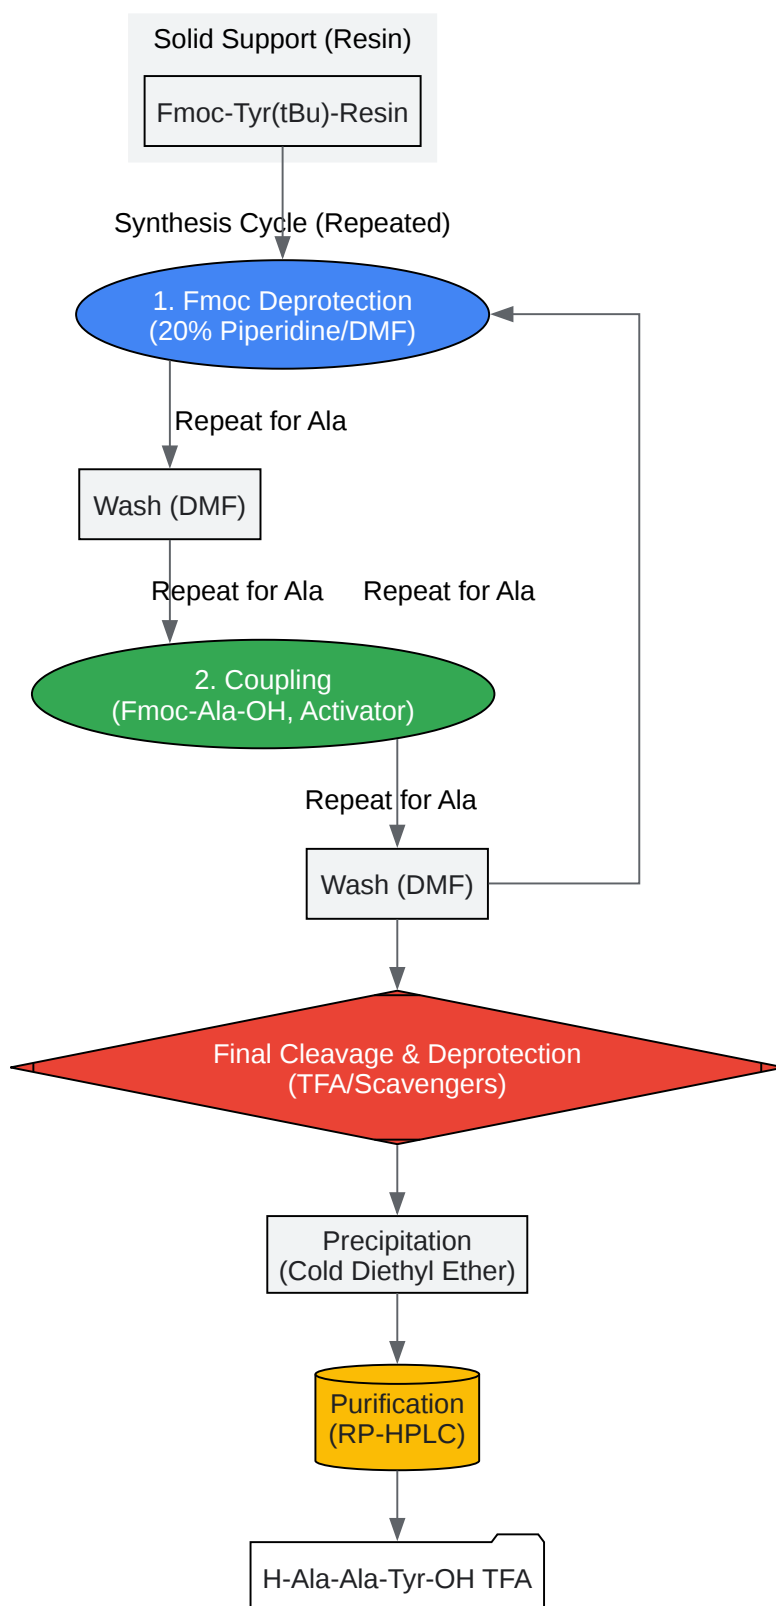 Solid Support (Resin)
Fmoc-Tyr(tBu)-Resin
Synthesis Cycle (Repeated)
1. Fmoc Deprotection
(20% Piperidine/DMF)
Repeat for Ala
Wash (DMF)
Repeat for Ala
Repeat for Ala
2. Coupling
(Fmoc-Ala-OH, Activator)
Repeat for Ala
Wash (DMF)
Final Cleavage & Deprotection
(TFA/Scavengers)
Precipitation
(Cold Diethyl Ether)
Purification
(RP-HPLC)
H-Ala-Ala-Tyr-OH TFA